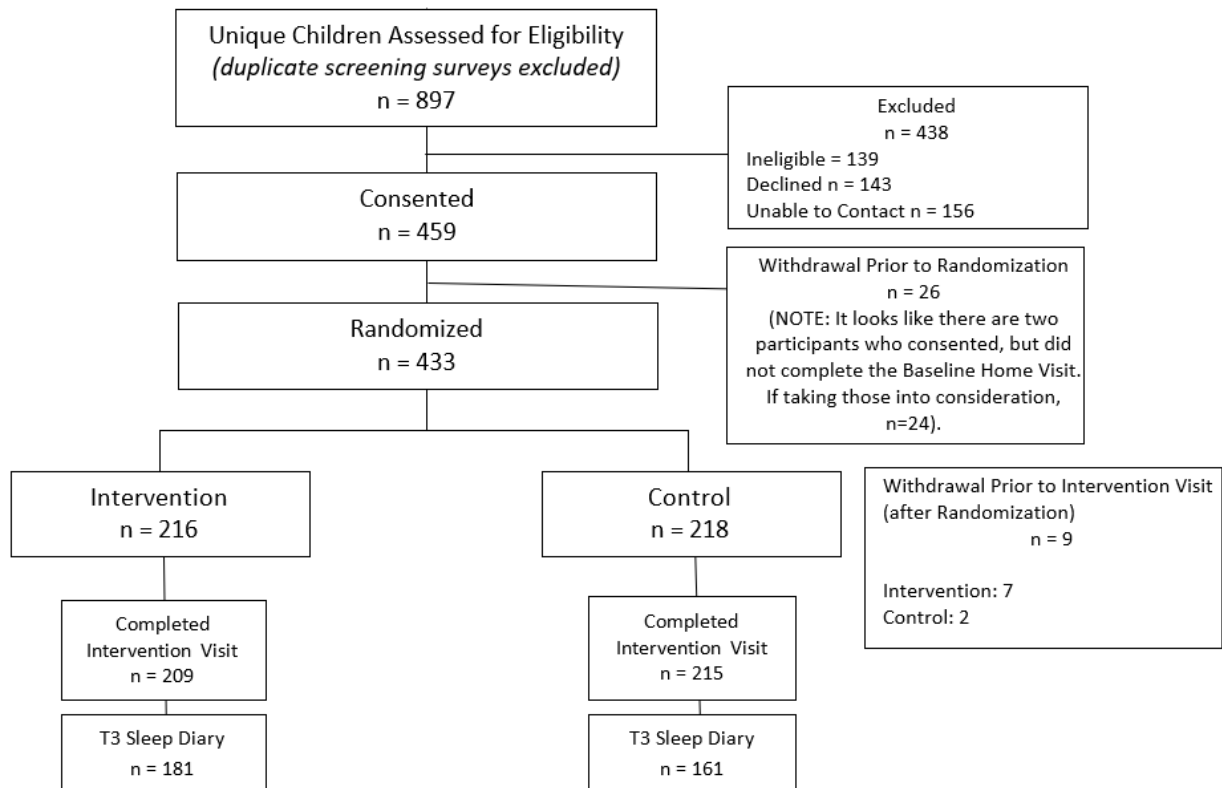 Unique Children Assessed for Eligibility
(duplicate screening surveys excluded)
n = 897
Excluded
n = 438
Ineligible = 139
Declined n = 143
Unable to Contact n = 156
Consented
n = 459
Withdrawal Prior to Randomization
n = 26
(NOTE: It looks like there are two
participants who consented, but did
not complete the Baseline Home Visit.
If taking those into consideration,
n=24).
Randomized
n = 433
Intervention
n = 216
Control
n = 218
Withdrawal Prior to Intervention Visit
(after Randomization)
n = 9
Intervention: 7
Control: 2
Completed
Intervention Visit
n = 209
Completed
Intervention Visit
n = 215
T3 Sleep Diary
n = 181
T3 Sleep Diary
n = 161